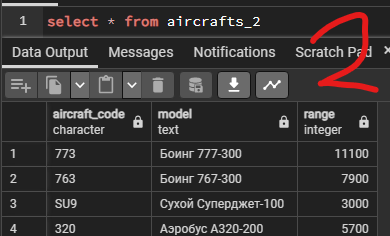 1 select * from aircrafts_2
Data Output Messages Notifications Scratch Pad
2
aircraft_code model range
character text integer
1 773 Боинг 777-300 11100
2 763 Боинг 767-300 7900
3 SU9 Сухой Суперджет-100 3000
4 320 Аэробус A320-200 5700